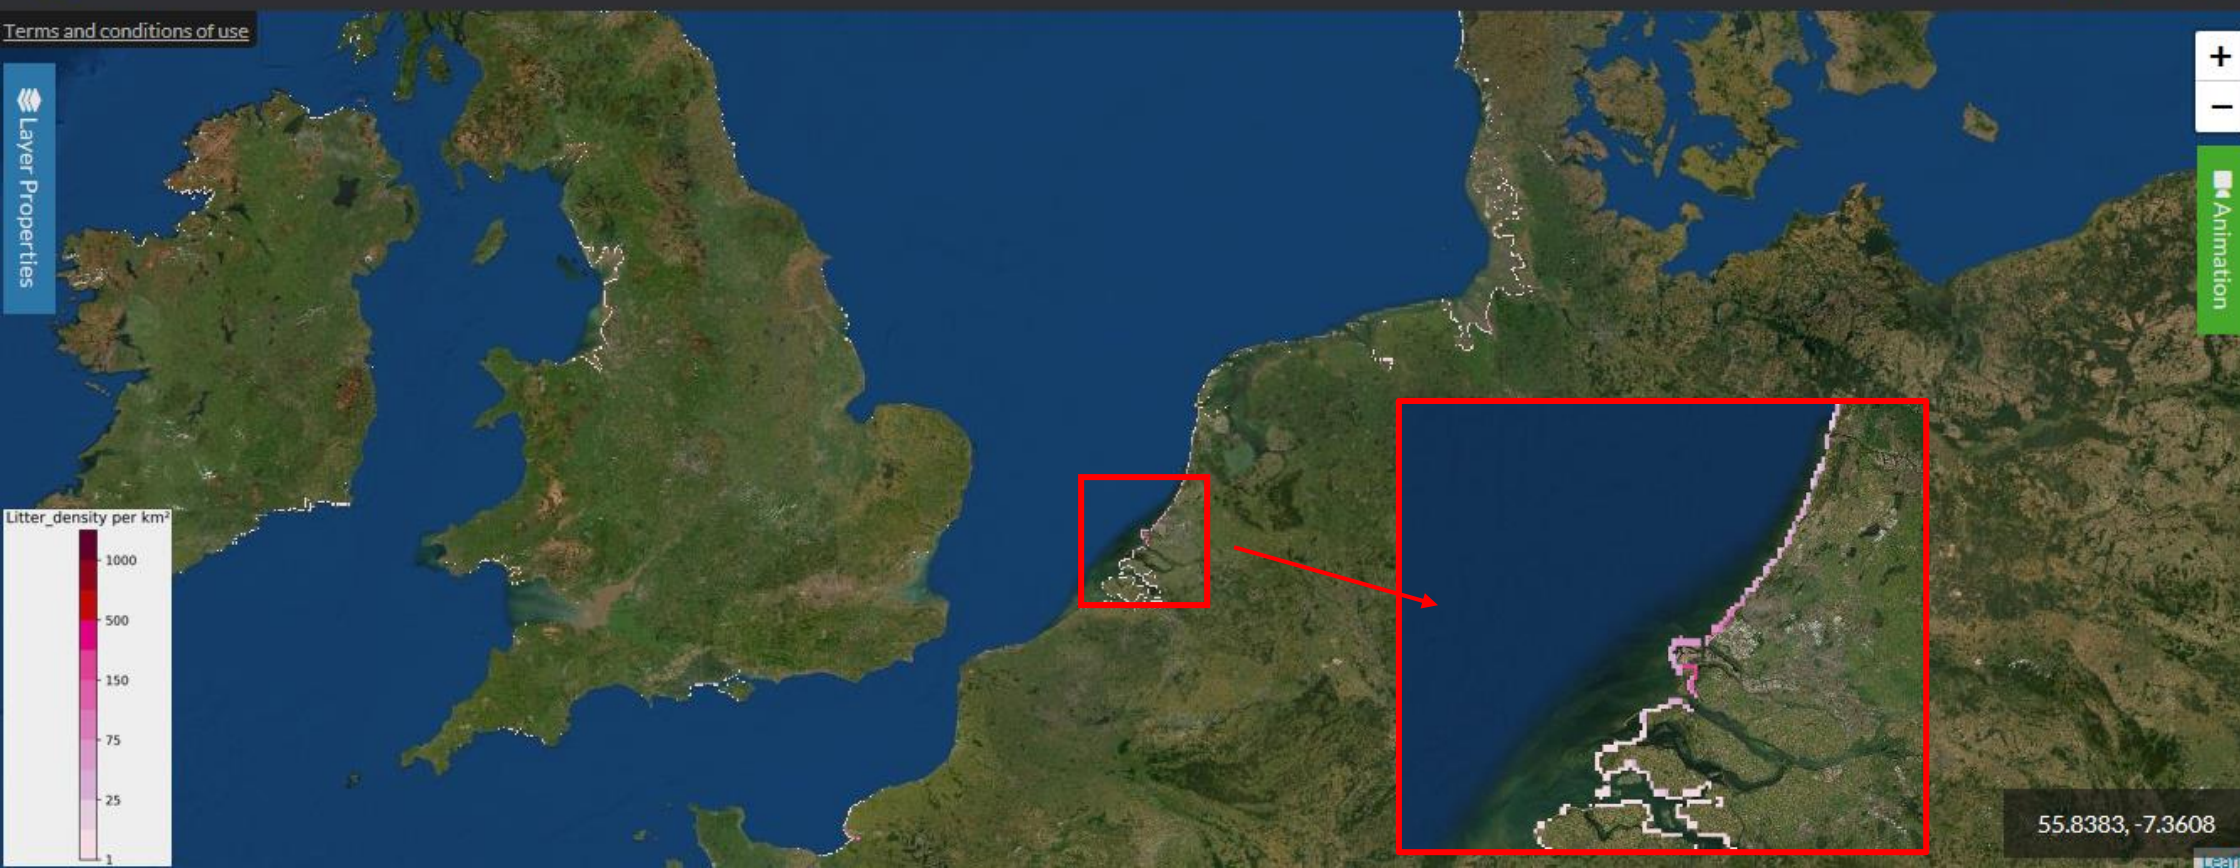 Terms and conditions of use
Layer Properties
+
−
Animation
Litter_density per km²
1000
500
150
75
25
1
55.8383, -7.3608